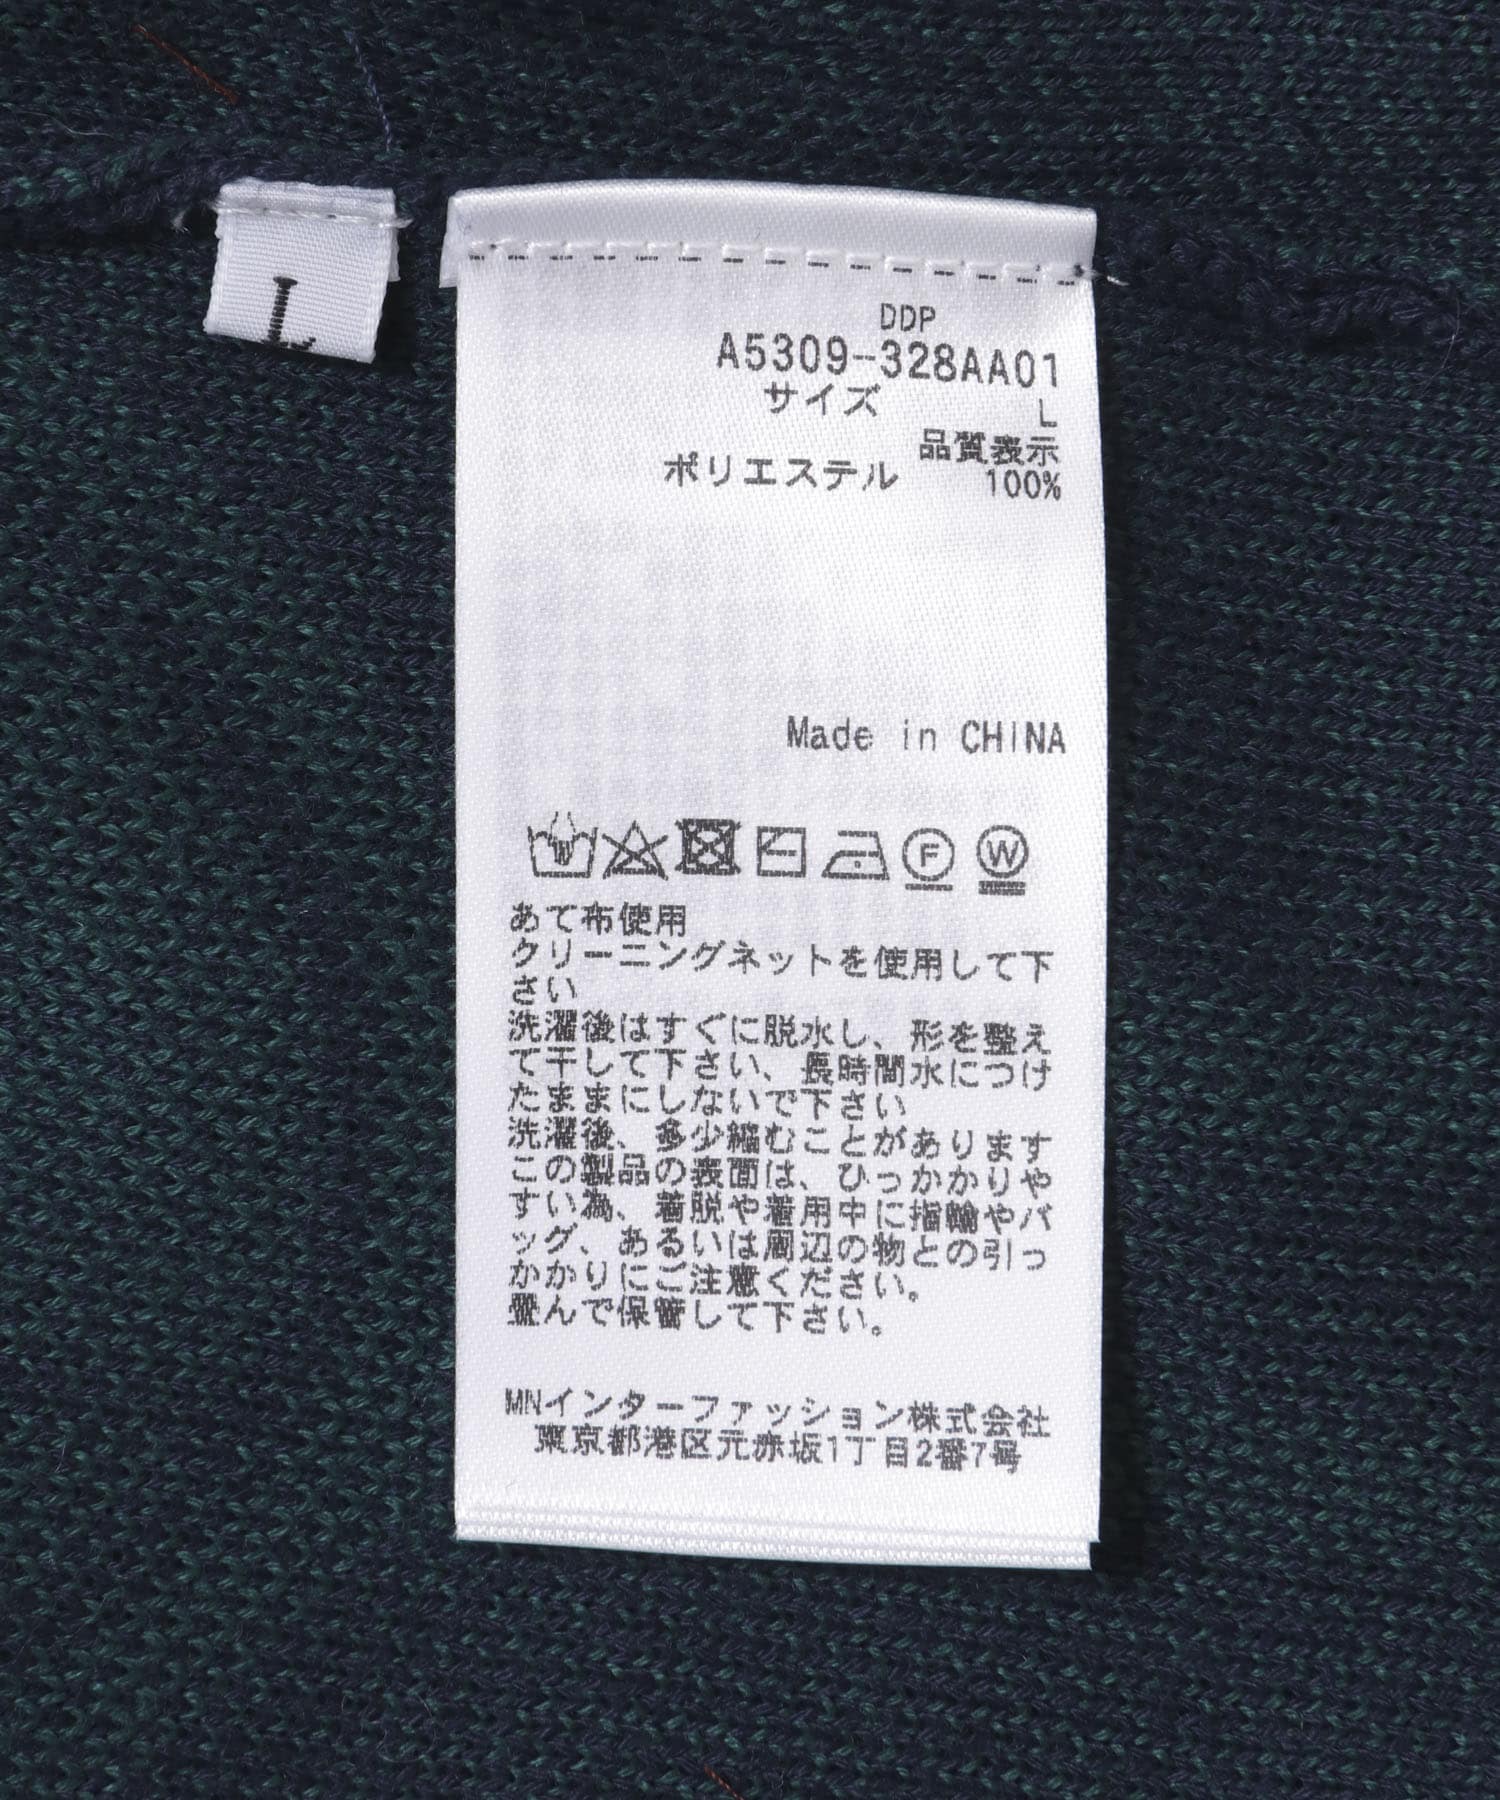 DDP
A5309-328AA01
サイズ L
品質表示
ポリエステル 100%
Made in CHINA
F W
あて布使用
クリーニングネットを使用して下
さい
洗濯後はすぐに脱水し、形を整え
て干して下さい、長時間水につけ
たままにしないで下さい
洗濯後、多少縮むことがあります
この製品の表面は、ひっかかりや
すい為、着脱や着用中に指輪やバ
ッグ、あるいは周辺の物との引っ
かかりにご注意ください。
畳んで保管して下さい。
MNインターファッション株式会社
東京都港区元赤坂1丁目2番7号